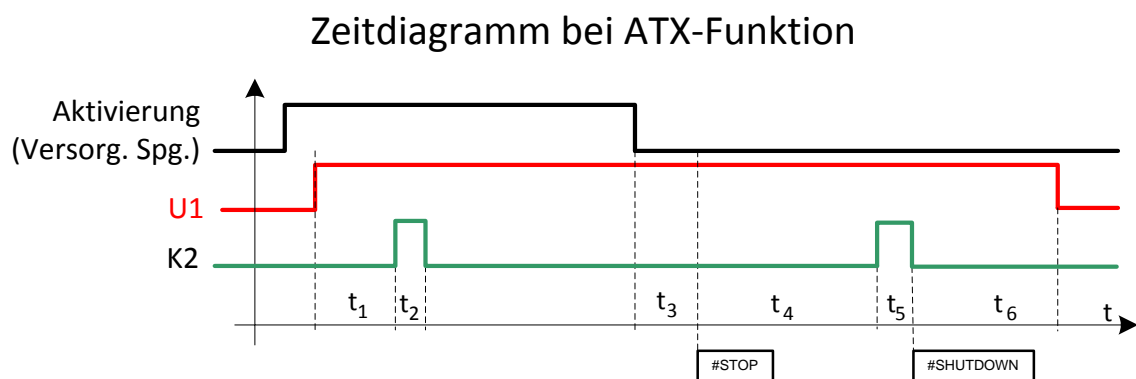 Zeitdiagramm bei ATX-Funktion
Aktivierung
(Versorg. Spg.)
U1
K2
t1 t2 t3 t4 t5 t6 t
#STOP #SHUTDOWN